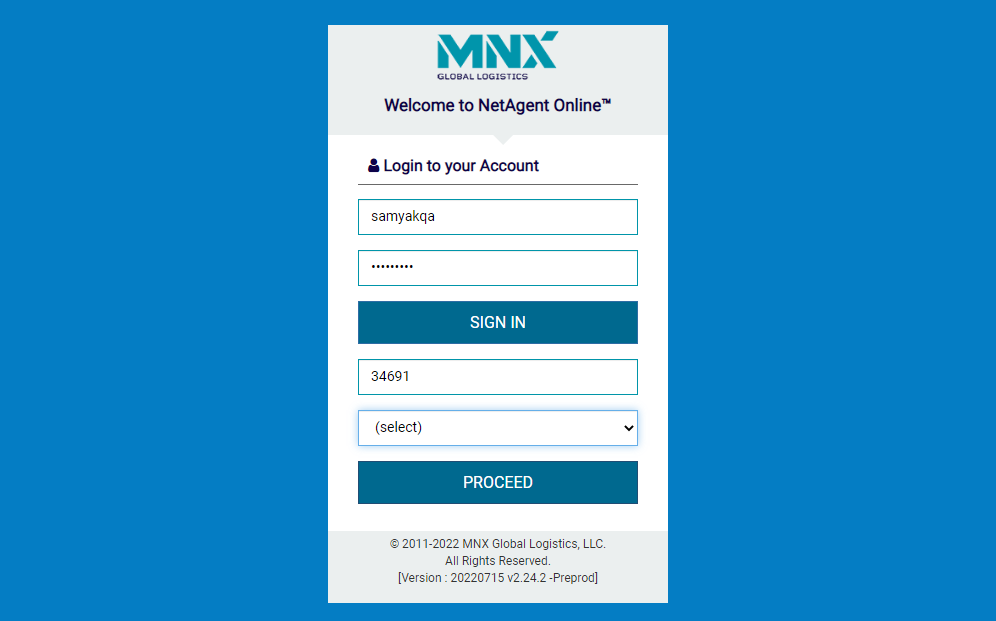 MNX
GLOBAL LOGISTICS
Welcome to NetAgent Online™
Login to your Account
samyakqa
•••••••••
SIGN IN
34691
(select)
PROCEED
© 2011-2022 MNX Global Logistics, LLC.
All Rights Reserved.
[Version : 20220715 v2.24.2 -Preprod]